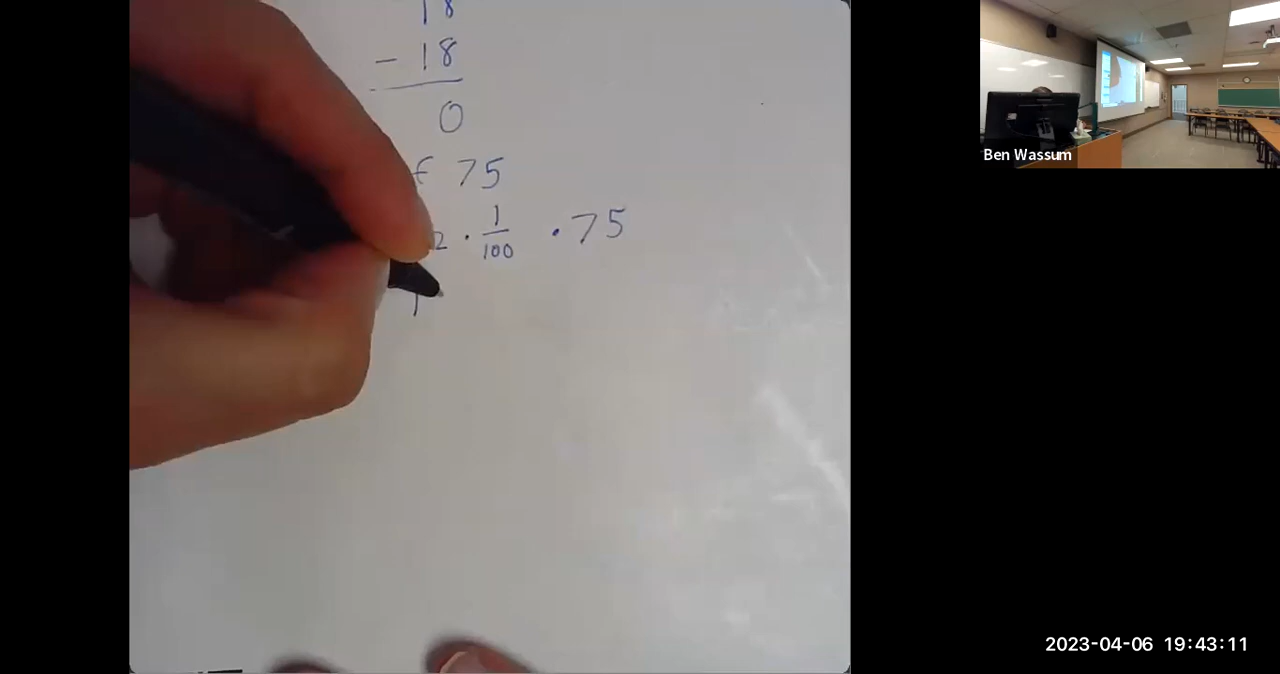 18
- 18
0
f 75
2 · 1/100 · 75
Ben Wassum
2023-04-06 19:43:11